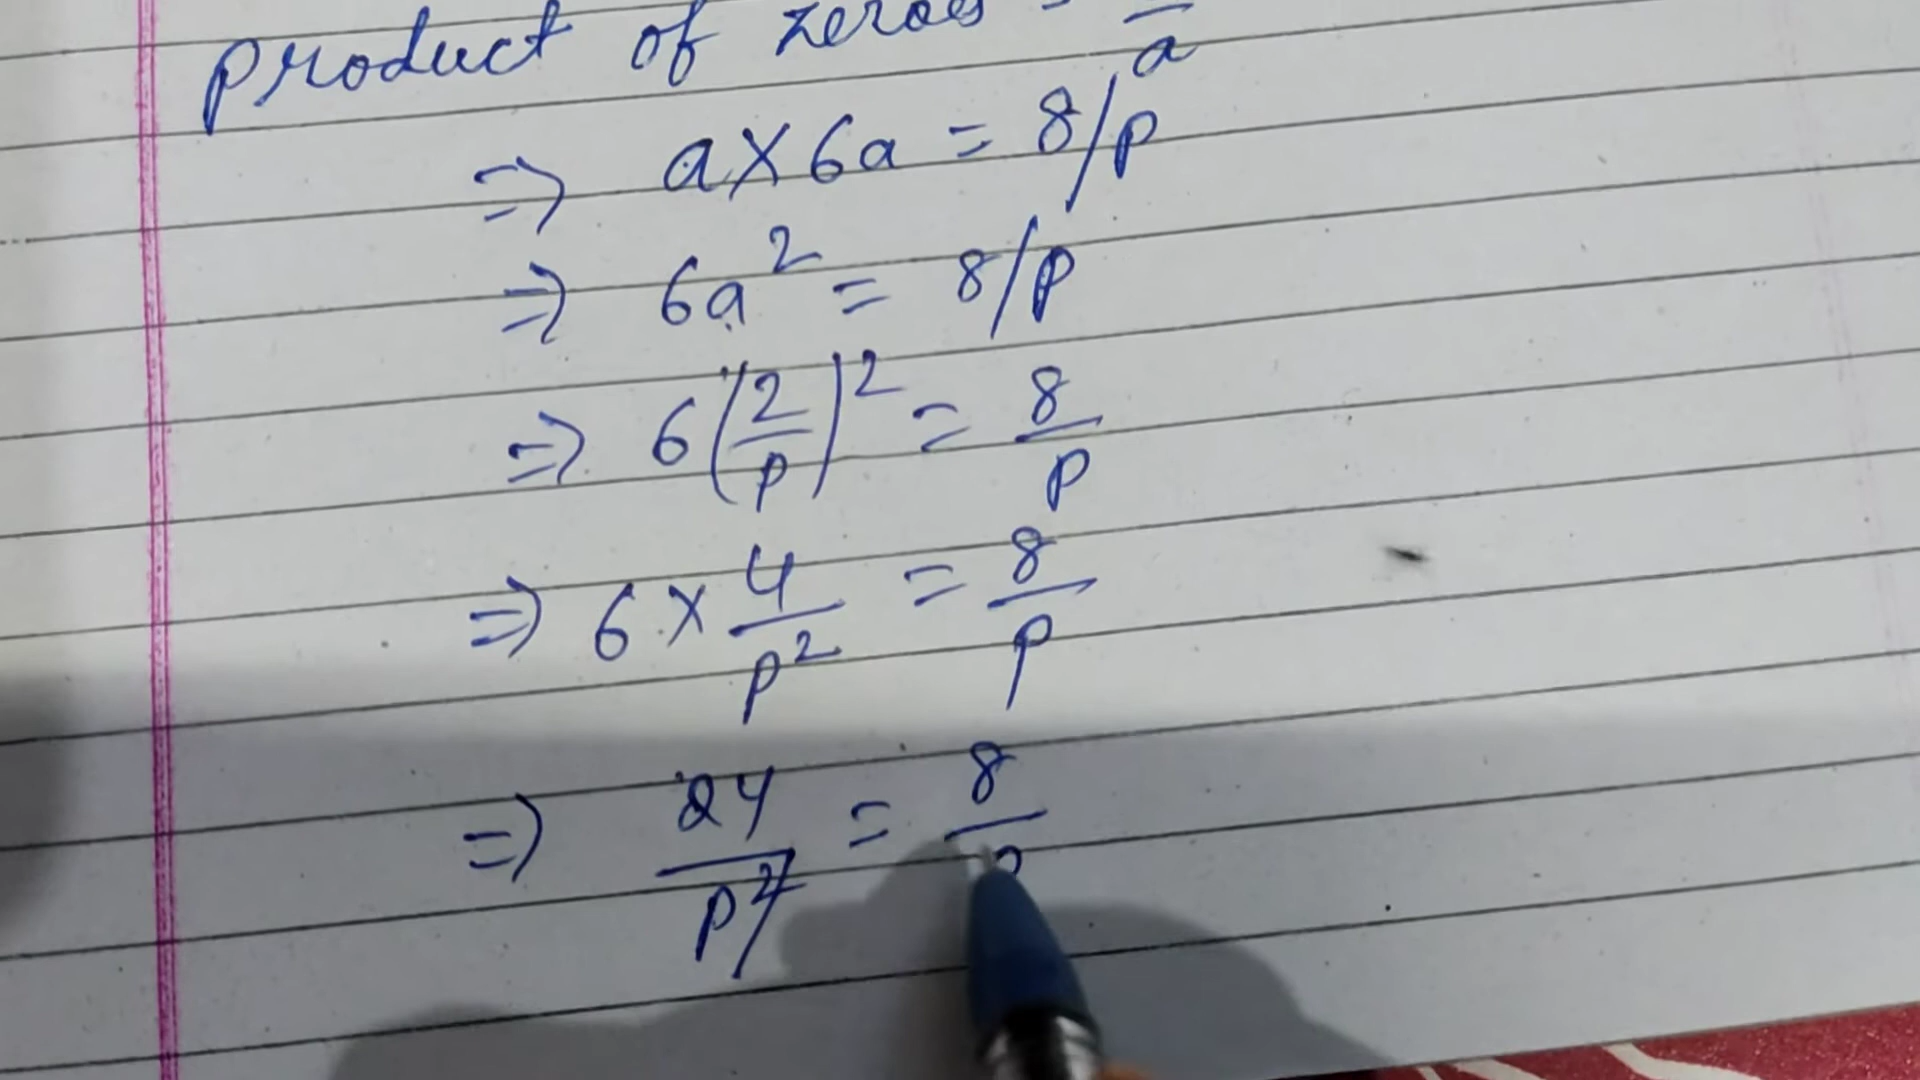 product of zeroes - —/a
⇒ a×6a = 8/p
⇒ 6a² = 8/p
⇒ 6(2/p)² = 8/p
⇒ 6 × 4/p² = 8/p
⇒ 24/p² = 8/